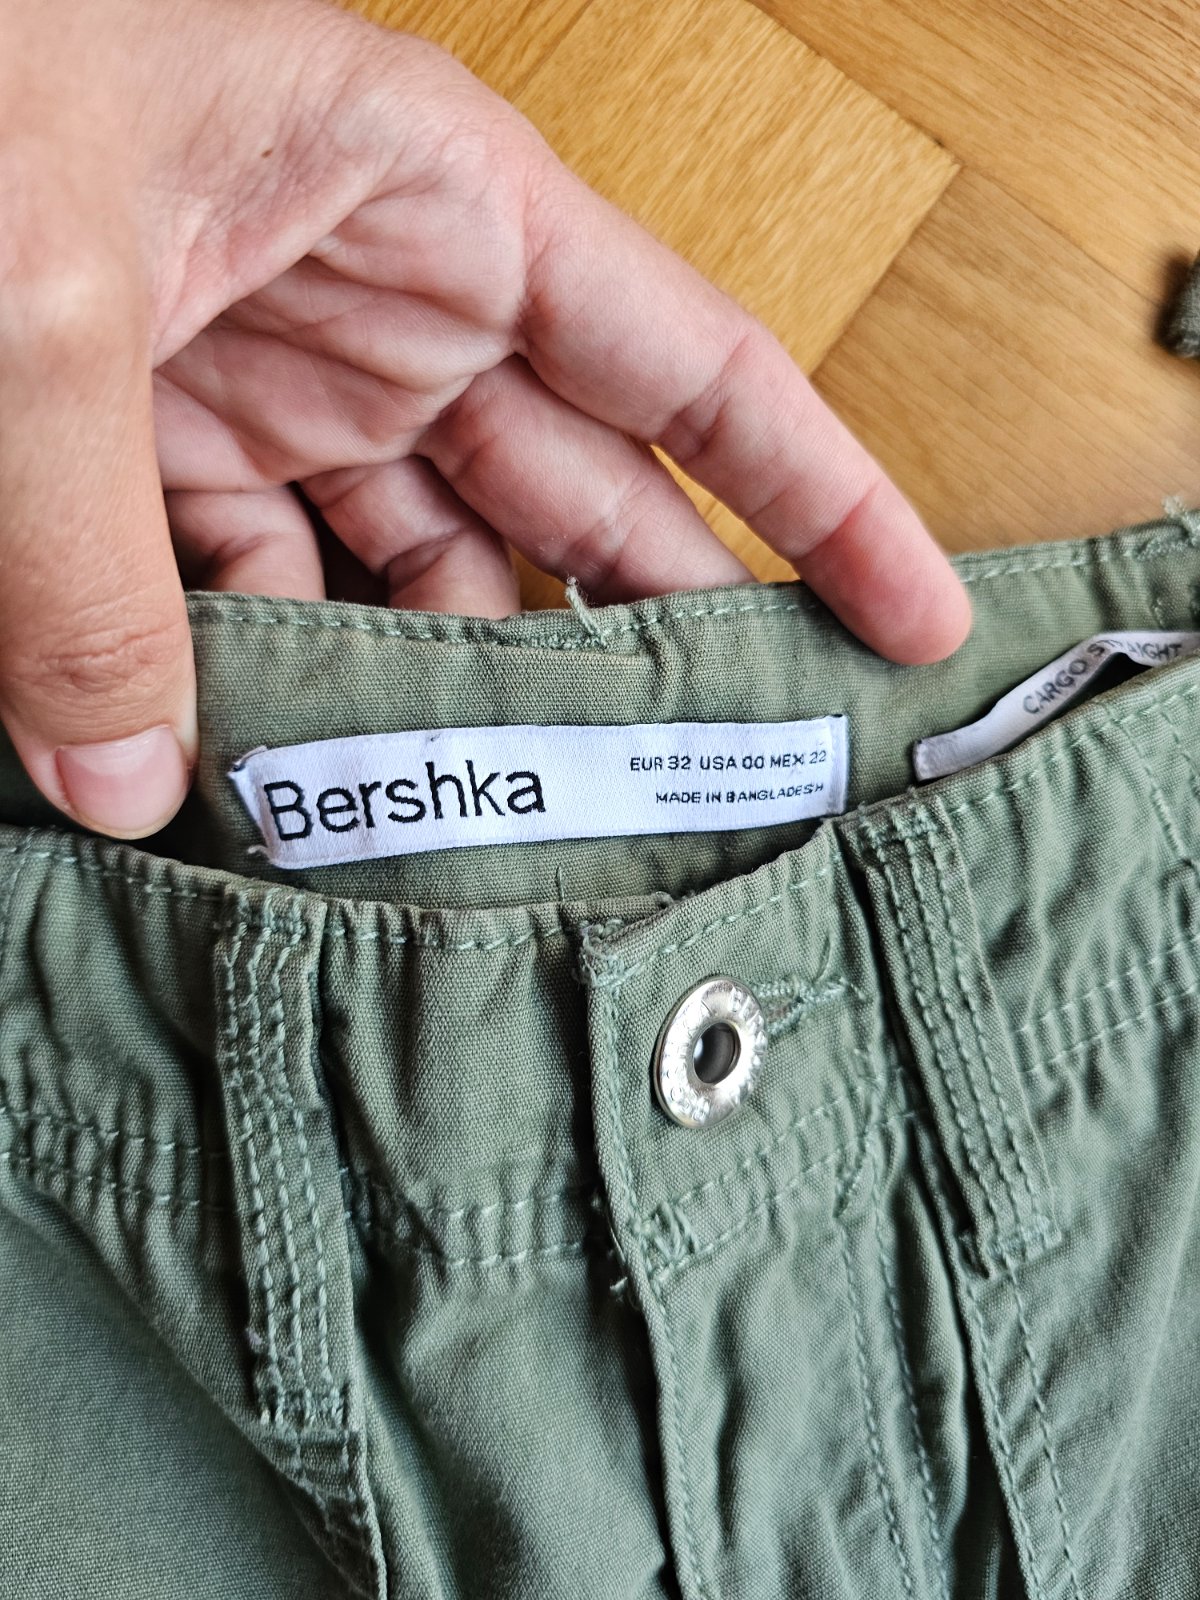 Bershka
EUR 32 USA 00 MEX 22
MADE IN BANGLADESH
CARGO STRAIGHT